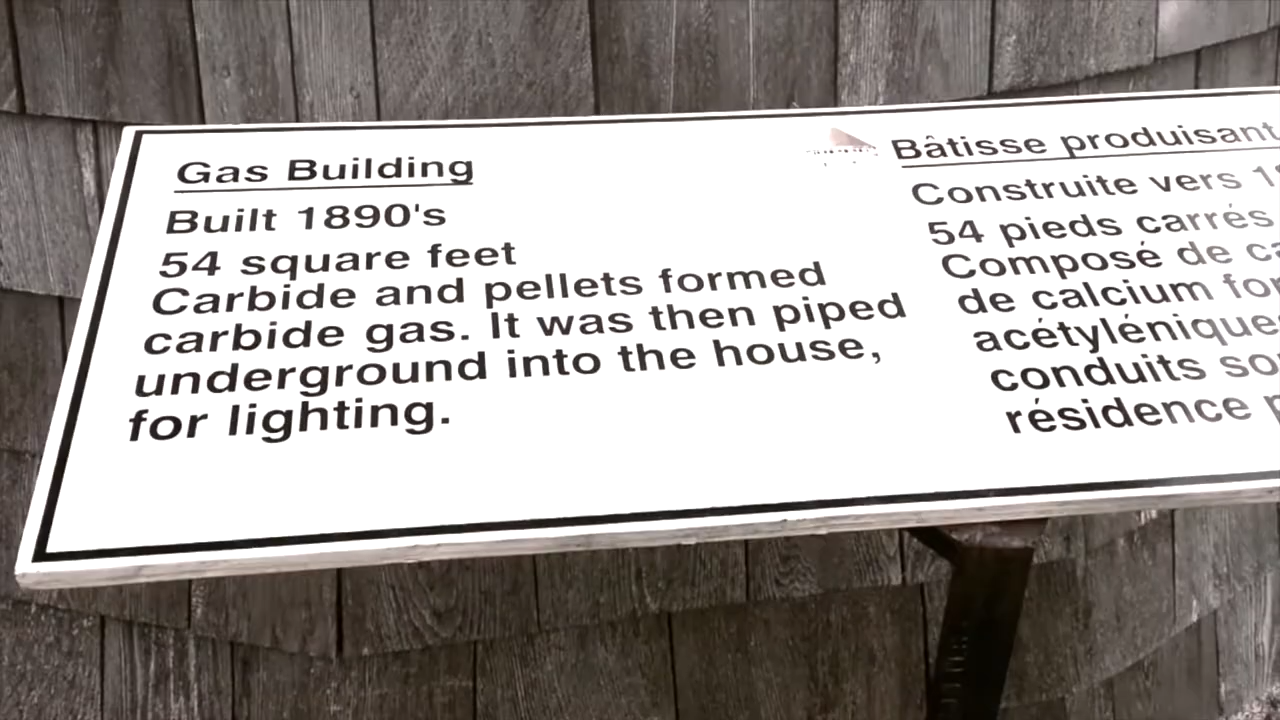 Gas Building
Built 1890's
54 square feet
Carbide and pellets formed
carbide gas. It was then piped
underground into the house,
for lighting.
Bâtisse produisant
Construite vers
54 pieds carrés
Composé de
de calcium
acétylénique
conduits
résidence